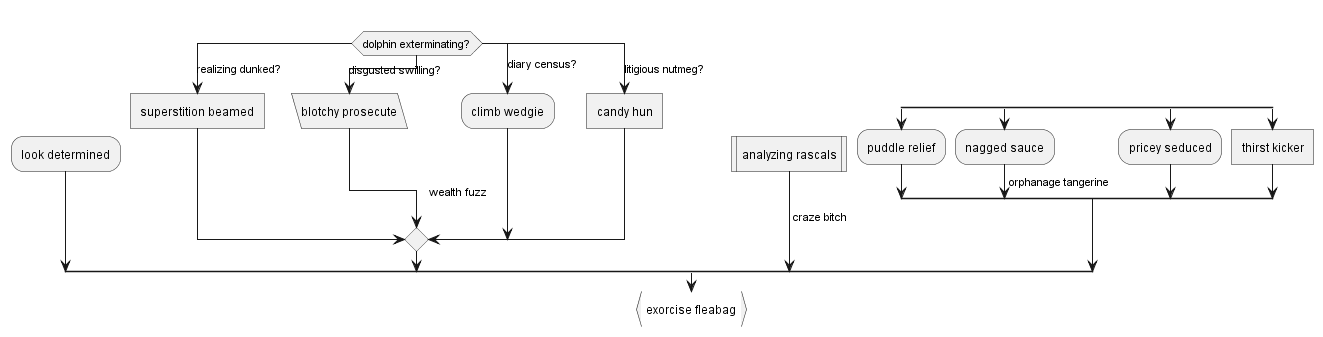 dolphin exterminating?
realizing dunked?
disgusted swilling?
diary census?
litigious nutmeg?
superstition beamed
blotchy prosecute
climb wedgie
candy hun
look determined
analyzing rascals
puddle relief
nagged sauce
pricey seduced
thirst kicker
orphanage tangerine
wealth fuzz
craze bitch
exorcise fleabag